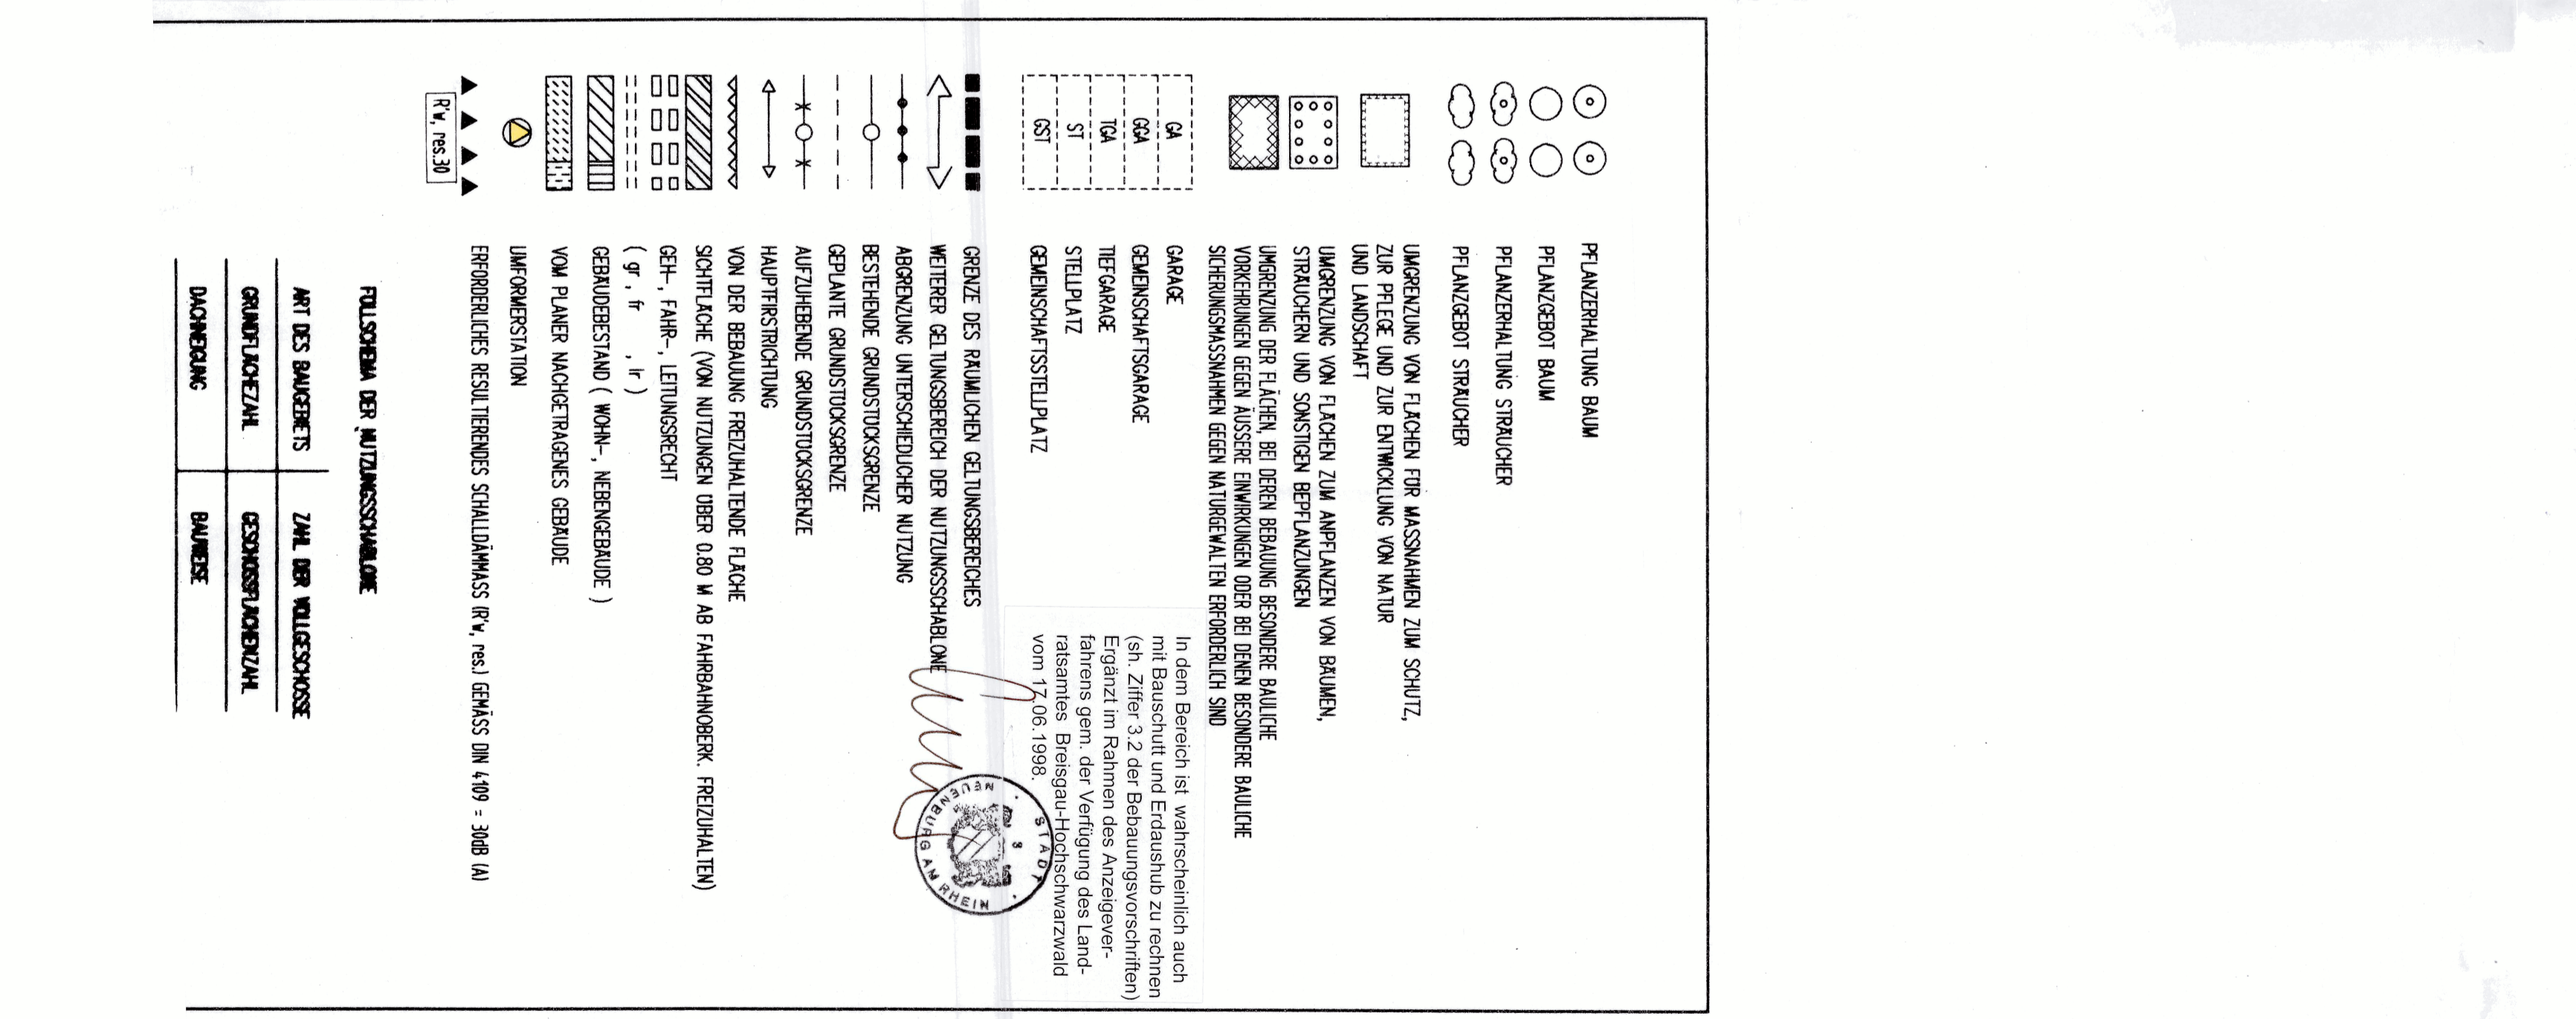 PFLANZERHALTUNG BAUM
PFLANZGEBOT BAUM
PFLANZERHALTUNG STRÄUCHER
PFLANZGEBOT STRÄUCHER
UMGRENZUNG VON FLÄCHEN FÜR MASSNAHMEN ZUM SCHUTZ,
ZUR PFLEGE UND ZUR ENTWICKLUNG VON NATUR
UND LANDSCHAFT
UMGRENZUNG VON FLÄCHEN ZUM ANPFLANZEN VON BÄUMEN,
STRÄUCHERN UND SONSTIGEN BEPFLANZUNGEN
UMGRENZUNG DER FLÄCHEN, BEI DEREN BEBAUUNG BESONDERE BAULICHE
VORKEHRUNGEN GEGEN ÄUSSERE EINWIRKUNGEN ODER BEI DENEN BESONDERE BAULICHE
SICHERUNGSMASSNAHMEN GEGEN NATURGEWALTEN ERFORDERLICH SIND
GA GARAGE
GGA GEMEINSCHAFTSGARAGE
TGA TIEFGARAGE
ST STELLPLATZ
GST GEMEINSCHAFTSSTELLPLATZ
In dem Bereich ist wahrscheinlich auch
mit Bauschutt und Erdaushub zu rechnen
(sh. Ziffer 3.2 der Bebauungsvorschriften)
Ergänzt im Rahmen des Anzeigever-
fahrens gem. der Verfügung des Land-
ratsamtes Breisgau-Hochschwarzwald
vom 17.06.1998.
STADT
8
NEUENBURG AM RHEIN
GRENZE DES RÄUMLICHEN GELTUNGSBEREICHES
WEITERER GELTUNGSBEREICH DER NUTZUNGSSCHABLONE
ABGRENZUNG UNTERSCHIEDLICHER NUTZUNG
BESTEHENDE GRUNDSTÜCKSGRENZE
GEPLANTE GRUNDSTÜCKSGRENZE
AUFZUHEBENDE GRUNDSTÜCKSGRENZE
HAUPTFIRSTRICHTUNG
VON DER BEBAUUNG FREIZUHALTENDE FLÄCHE
SICHTFLÄCHE (VON NUTZUNGEN ÜBER 0.80 M AB FAHRBAHNOBERK. FREIZUHALTEN)
GEH-, FAHR-, LEITUNGSRECHT
( gr , fr , lr )
GEBÄUDEBESTAND ( WOHN-, NEBENGEBÄUDE )
VOM PLANER NACHGETRAGENES GEBÄUDE
UMFORMERSTATION
ERFORDERLICHES RESULTIERENDES SCHALLDÄMMASS (R'w, res.) GEMÄSS DIN 4109 = 30dB (A)
R'w, res.30
FÜLLSCHEMA DER NUTZUNGSSCHABLONE
ART DES BAUGEBIETS ZAHL DER VOLLGESCHOSSE
GRUNDFLÄCHEZAHL GESCHOSSFLÄCHENZAHL
DACHNEIGUNG BAUWEISE